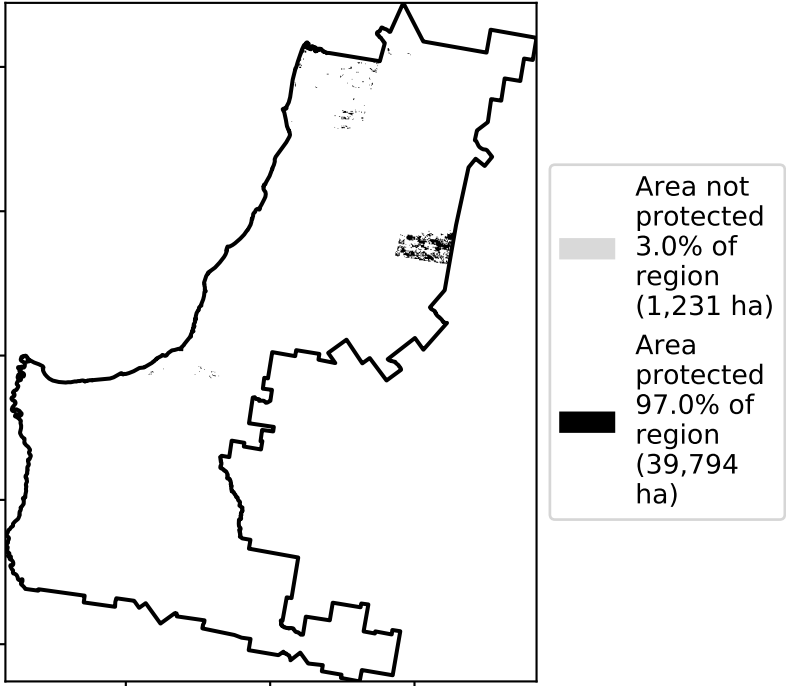 Area not
protected
3.0% of
region
(1,231 ha)
Area
protected
97.0% of
region
(39,794
ha)